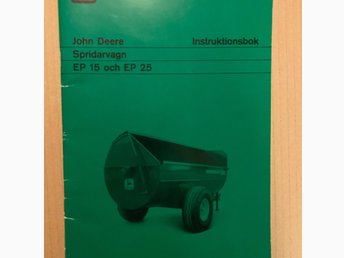 John Deere Instruktionsbok
Spridarvagn
EP 15 och EP 25